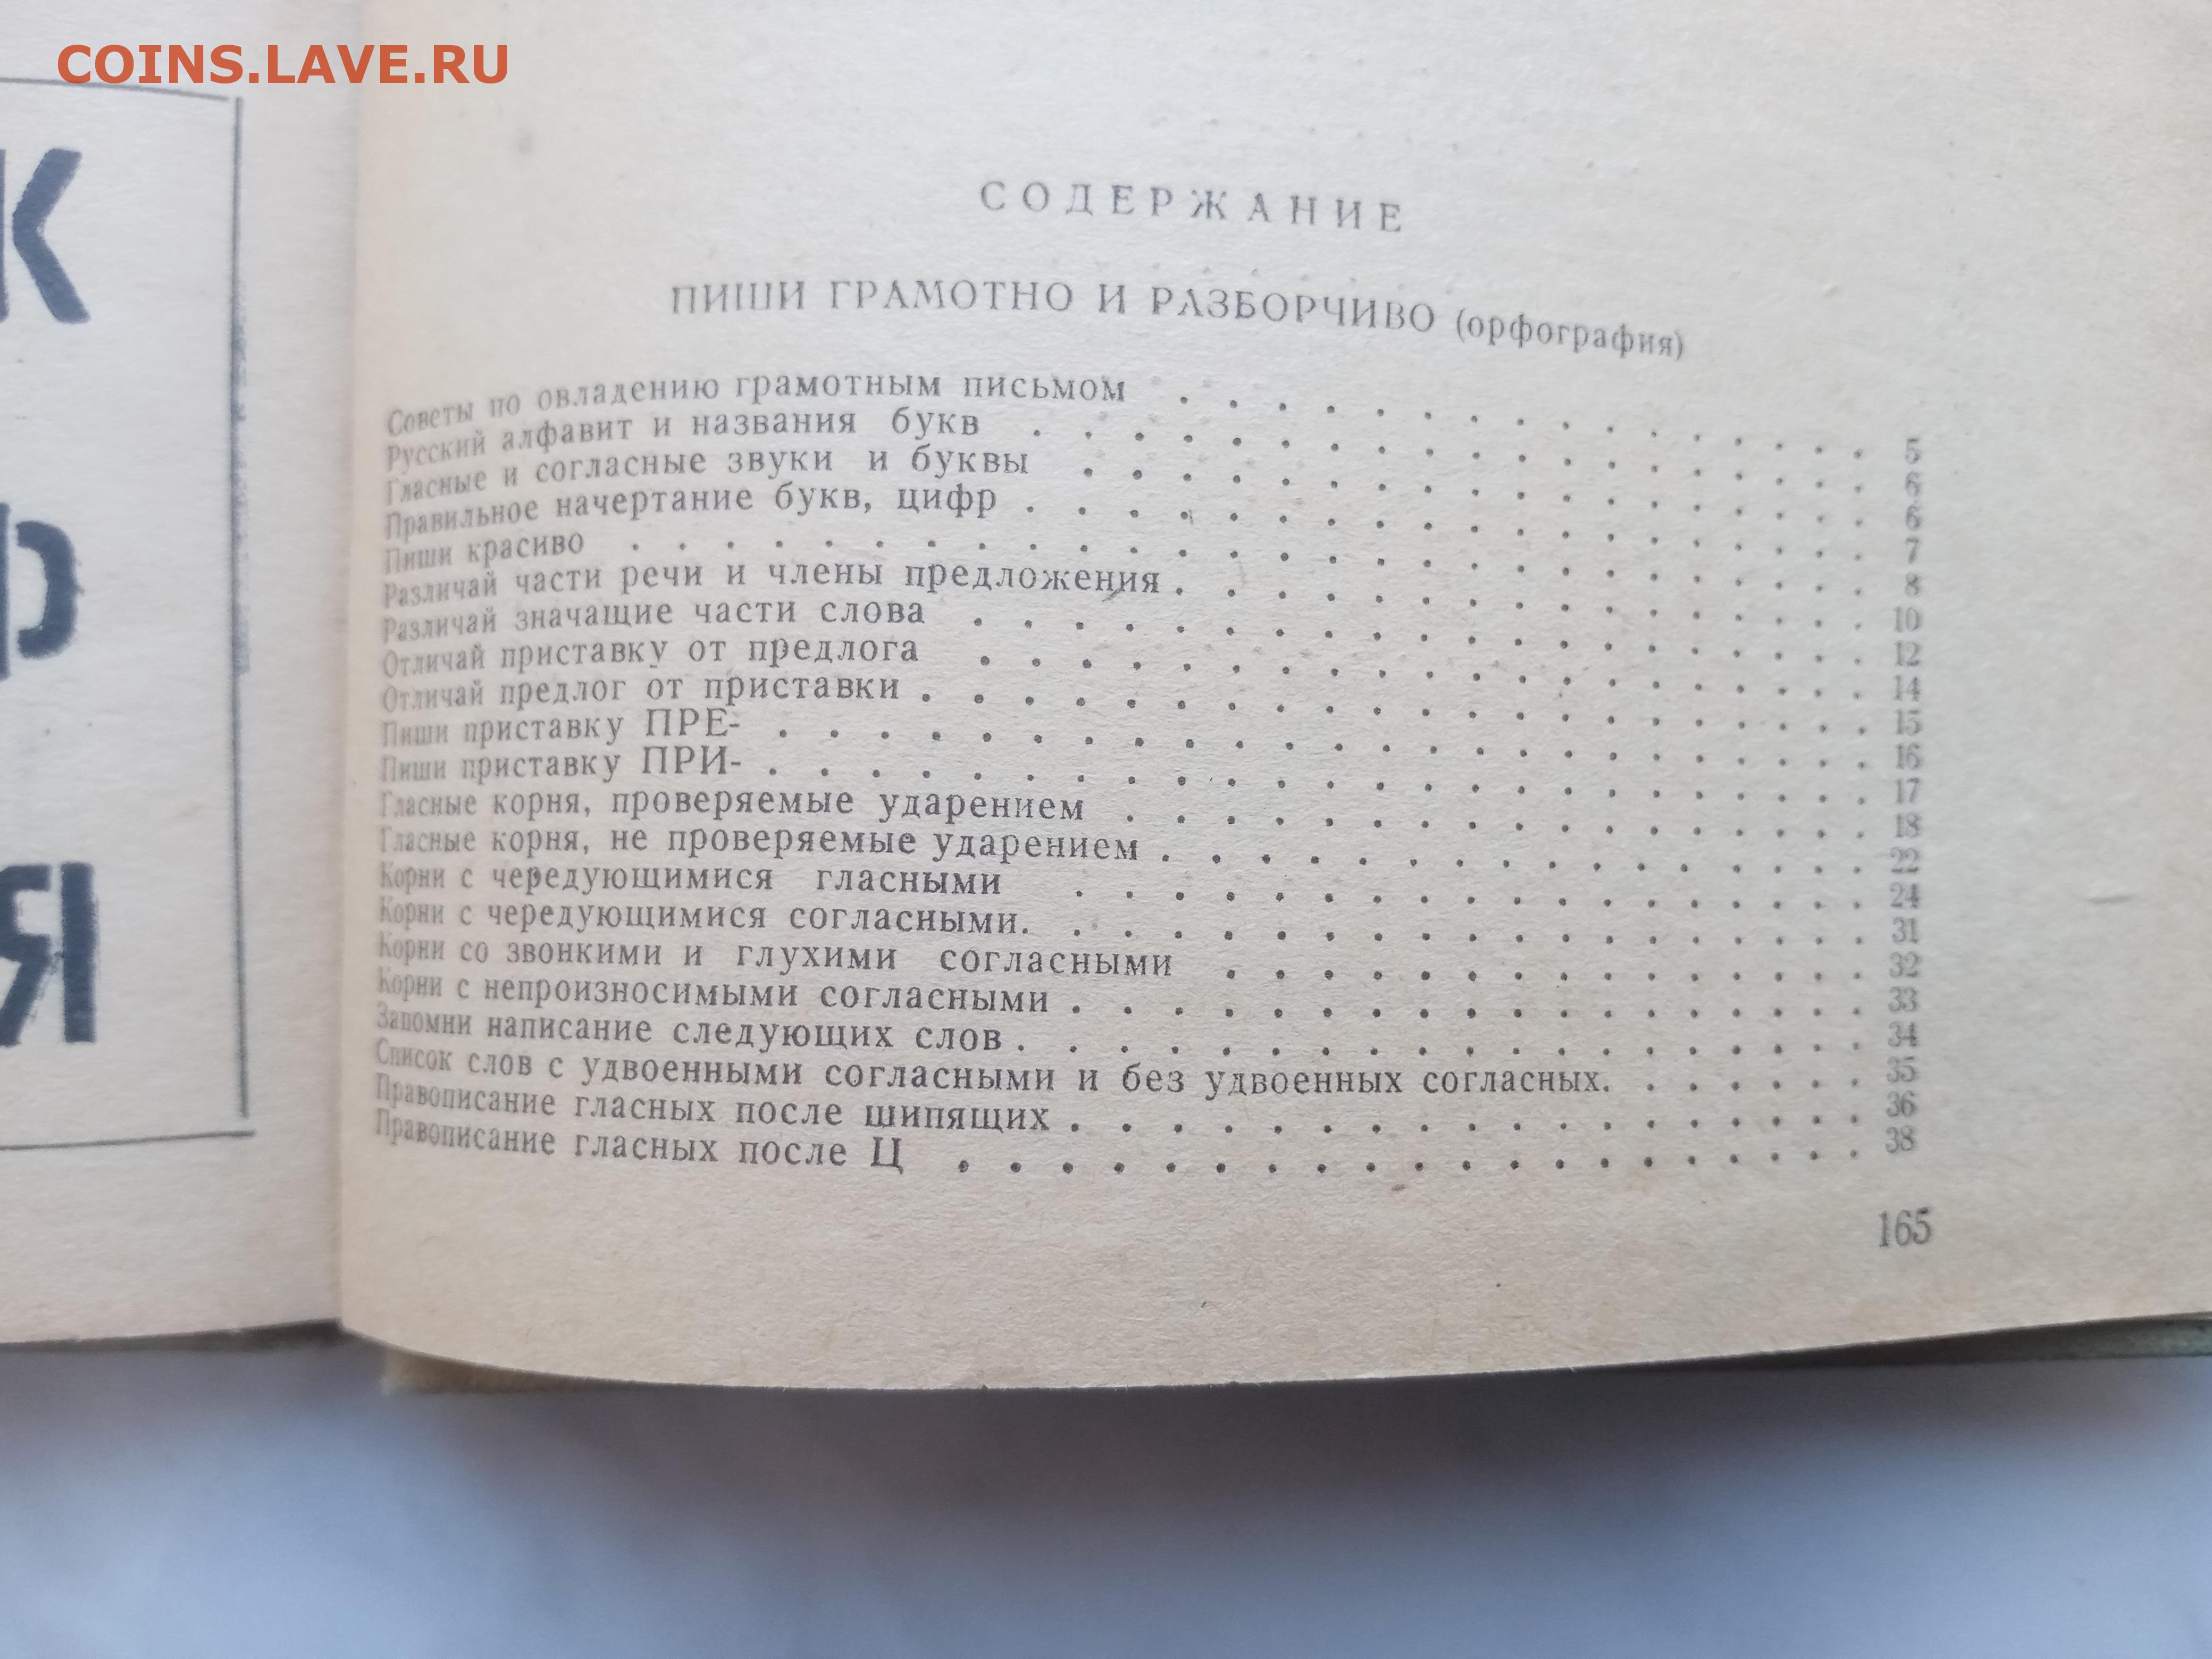 COINS.LAVE.RU
К
Я
СОДЕРЖАНИЕ
ПИШИ ГРАМОТНО И РАЗБОРЧИВО (орфография)
Советы по овладению грамотным письмом . . . . . . . . . . . . . . . 5
Русский алфавит и названия букв . . . . . . . . . . . . . . . . . . 6
Гласные и согласные звуки и буквы . . . . . . . . . . . . . . . . . 6
Правильное начертание букв, цифр . . . . . . . . . . . . . . . . . . 7
Пиши красиво . . . . . . . . . . . . . . . . . . . . . . . . . . 8
Различай части речи и члены предложения . . . . . . . . . . . . . . . 10
Различай значащие части слова . . . . . . . . . . . . . . . . . . . 12
Отличай приставку от предлога . . . . . . . . . . . . . . . . . . . 14
Отличай предлог от приставки . . . . . . . . . . . . . . . . . . . . 15
Пиши приставку ПРЕ- . . . . . . . . . . . . . . . . . . . . . . . 16
Пиши приставку ПРИ- . . . . . . . . . . . . . . . . . . . . . . . 17
Гласные корня, проверяемые ударением . . . . . . . . . . . . . . . . 18
Гласные корня, не проверяемые ударением . . . . . . . . . . . . . . . 22
Корни с чередующимися гласными . . . . . . . . . . . . . . . . . 24
Корни с чередующимися согласными. . . . . . . . . . . . . . . . . . 31
Корни со звонкими и глухими согласными . . . . . . . . . . . . . . 32
Корни с непроизносимыми согласными . . . . . . . . . . . . . . . . . 33
Запомни написание следующих слов . . . . . . . . . . . . . . . . . . 34
Список слов с удвоенными согласными и без удвоенных согласных. . . . . . . 35
Правописание гласных после шипящих . . . . . . . . . . . . . . . . . 36
Правописание гласных после Ц . . . . . . . . . . . . . . . . . . . 38
165